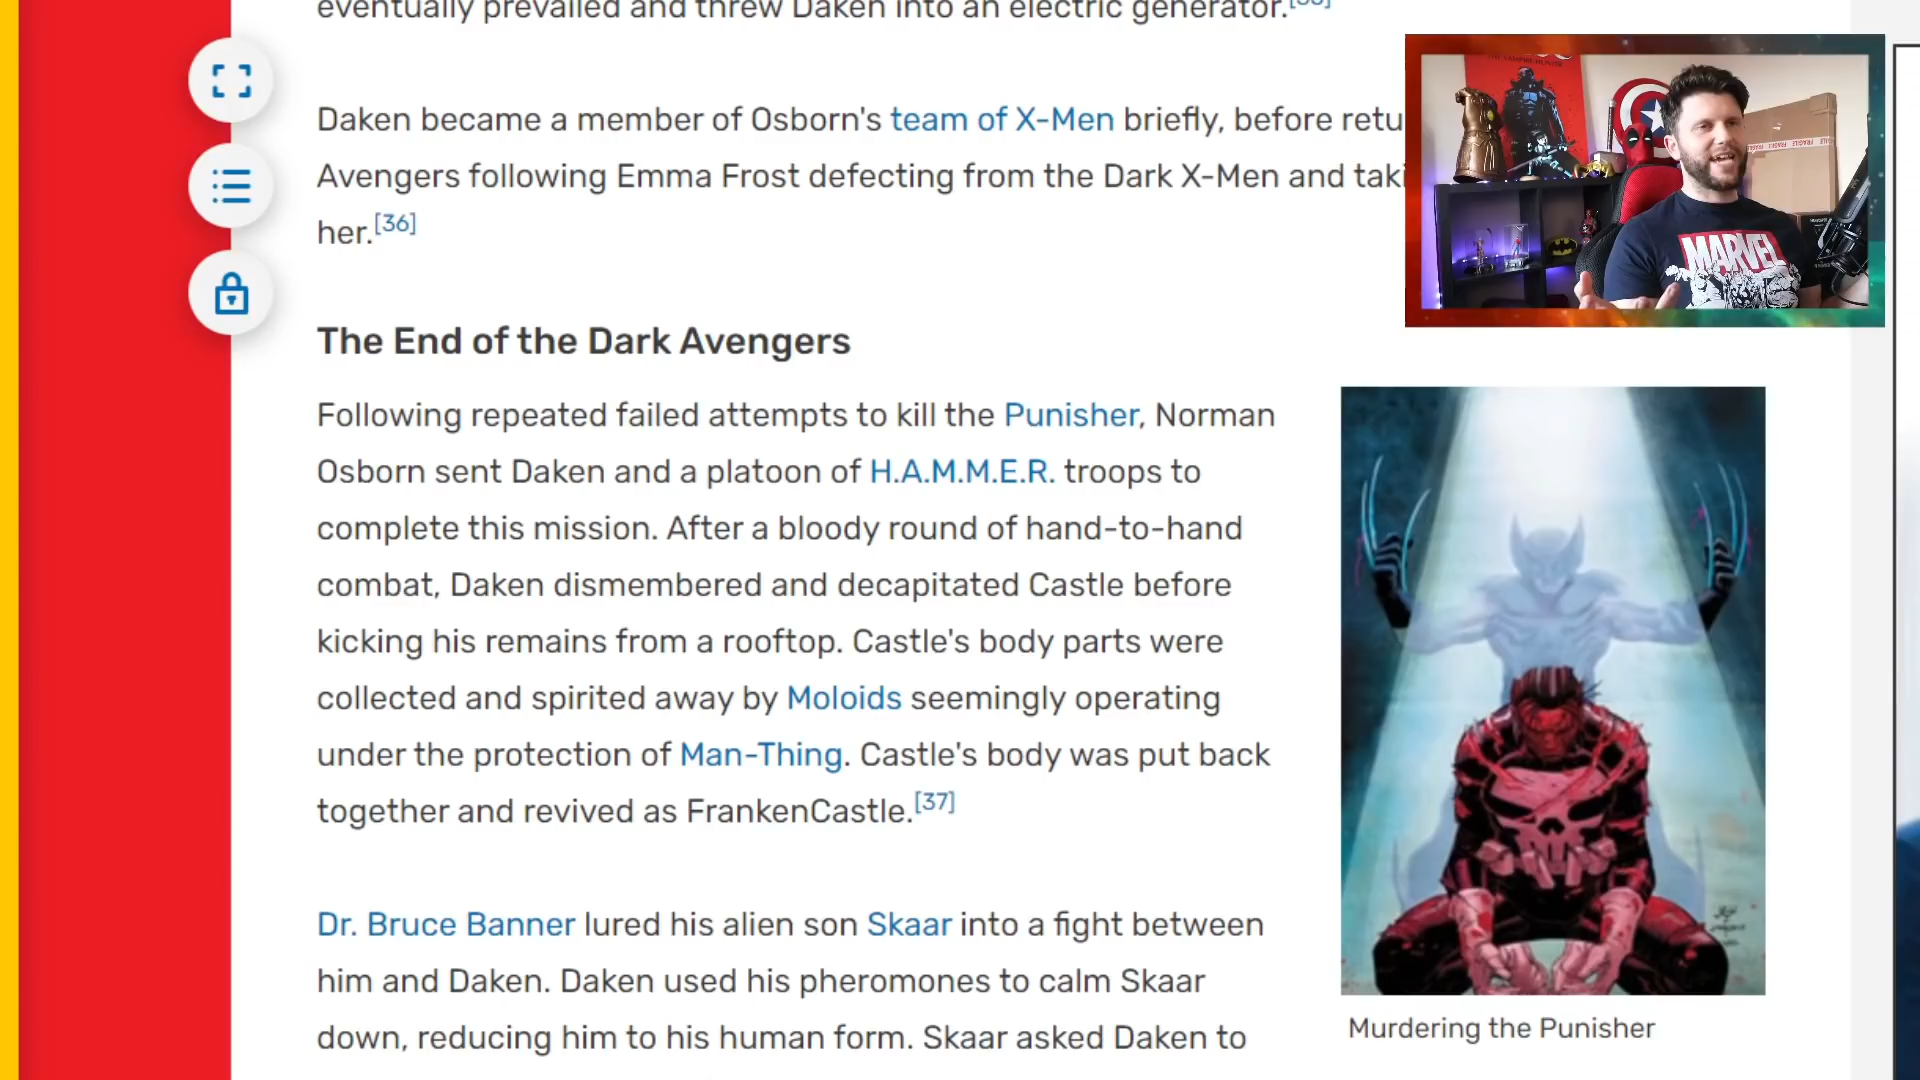 eventually prevailed and threw Daken into an electric generator.
Daken became a member of Osborn's team of X-Men briefly, before retu
Avengers following Emma Frost defecting from the Dark X-Men and taki
her.[36]
The End of the Dark Avengers
Following repeated failed attempts to kill the Punisher, Norman
Osborn sent Daken and a platoon of H.A.M.M.E.R. troops to
complete this mission. After a bloody round of hand-to-hand
combat, Daken dismembered and decapitated Castle before
kicking his remains from a rooftop. Castle's body parts were
collected and spirited away by Moloids seemingly operating
under the protection of Man-Thing. Castle's body was put back
together and revived as FrankenCastle.[37]
Dr. Bruce Banner lured his alien son Skaar into a fight between
him and Daken. Daken used his pheromones to calm Skaar
down, reducing him to his human form. Skaar asked Daken to
Murdering the Punisher
THE VAMPIRE HUNTER
FRAGILE FRAGILE
MARVEL